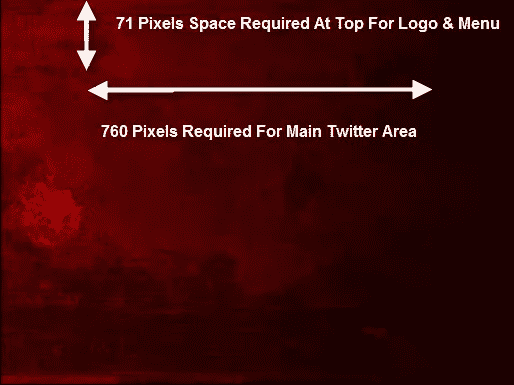 71 Pixels Space Required At Top For Logo & Menu
760 Pixels Required For Main Twitter Area